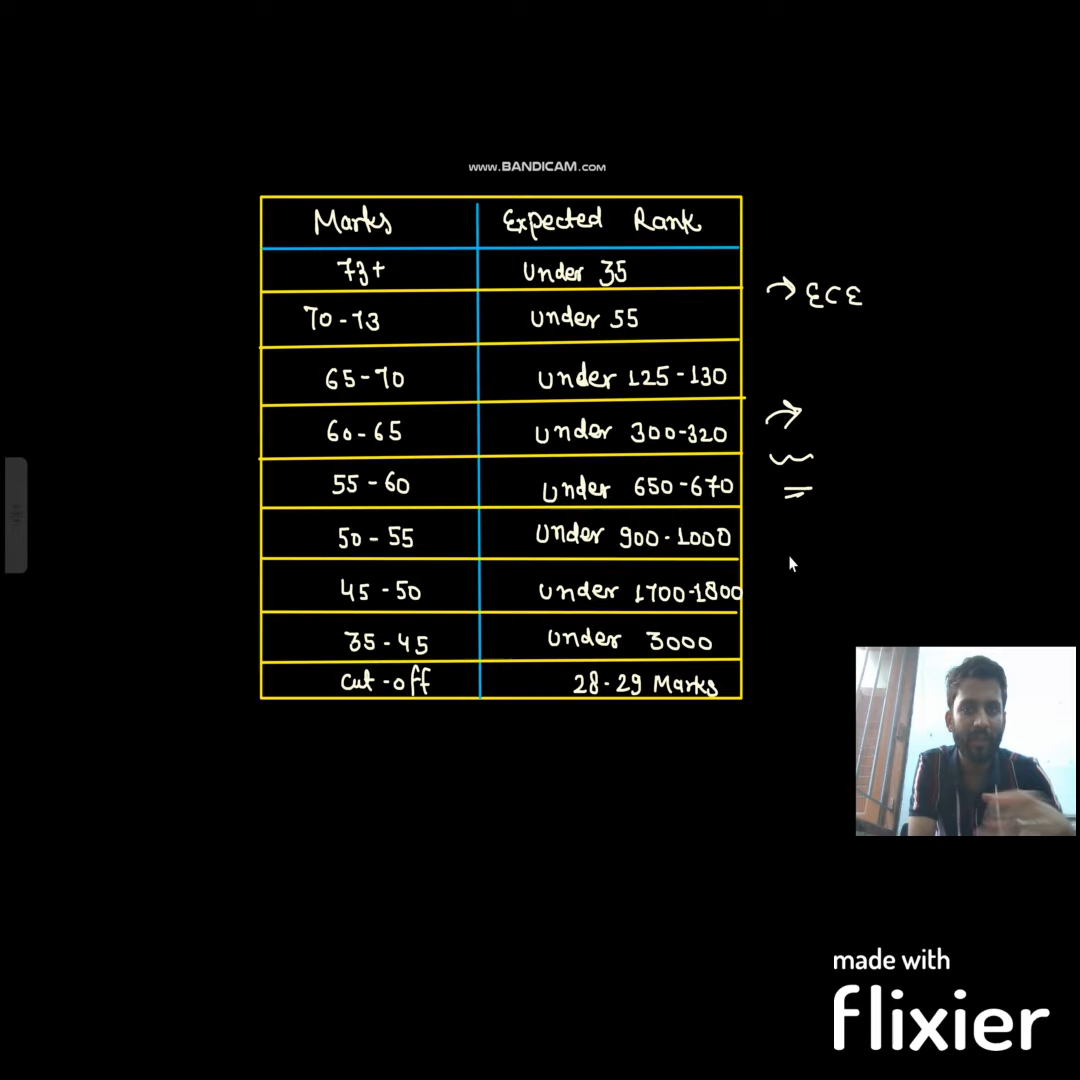 www.BANDICAM.com
Marks Expected Rank
73+ Under 35
→ ECE
70-73 Under 55
65-70 Under 125-130
60-65 Under 300-320
55-60 Under 650-670
50-55 Under 900-1000
45-50 Under 1700-1800
35-45 Under 3000
Cut-off 28-29 Marks
made with
flixier